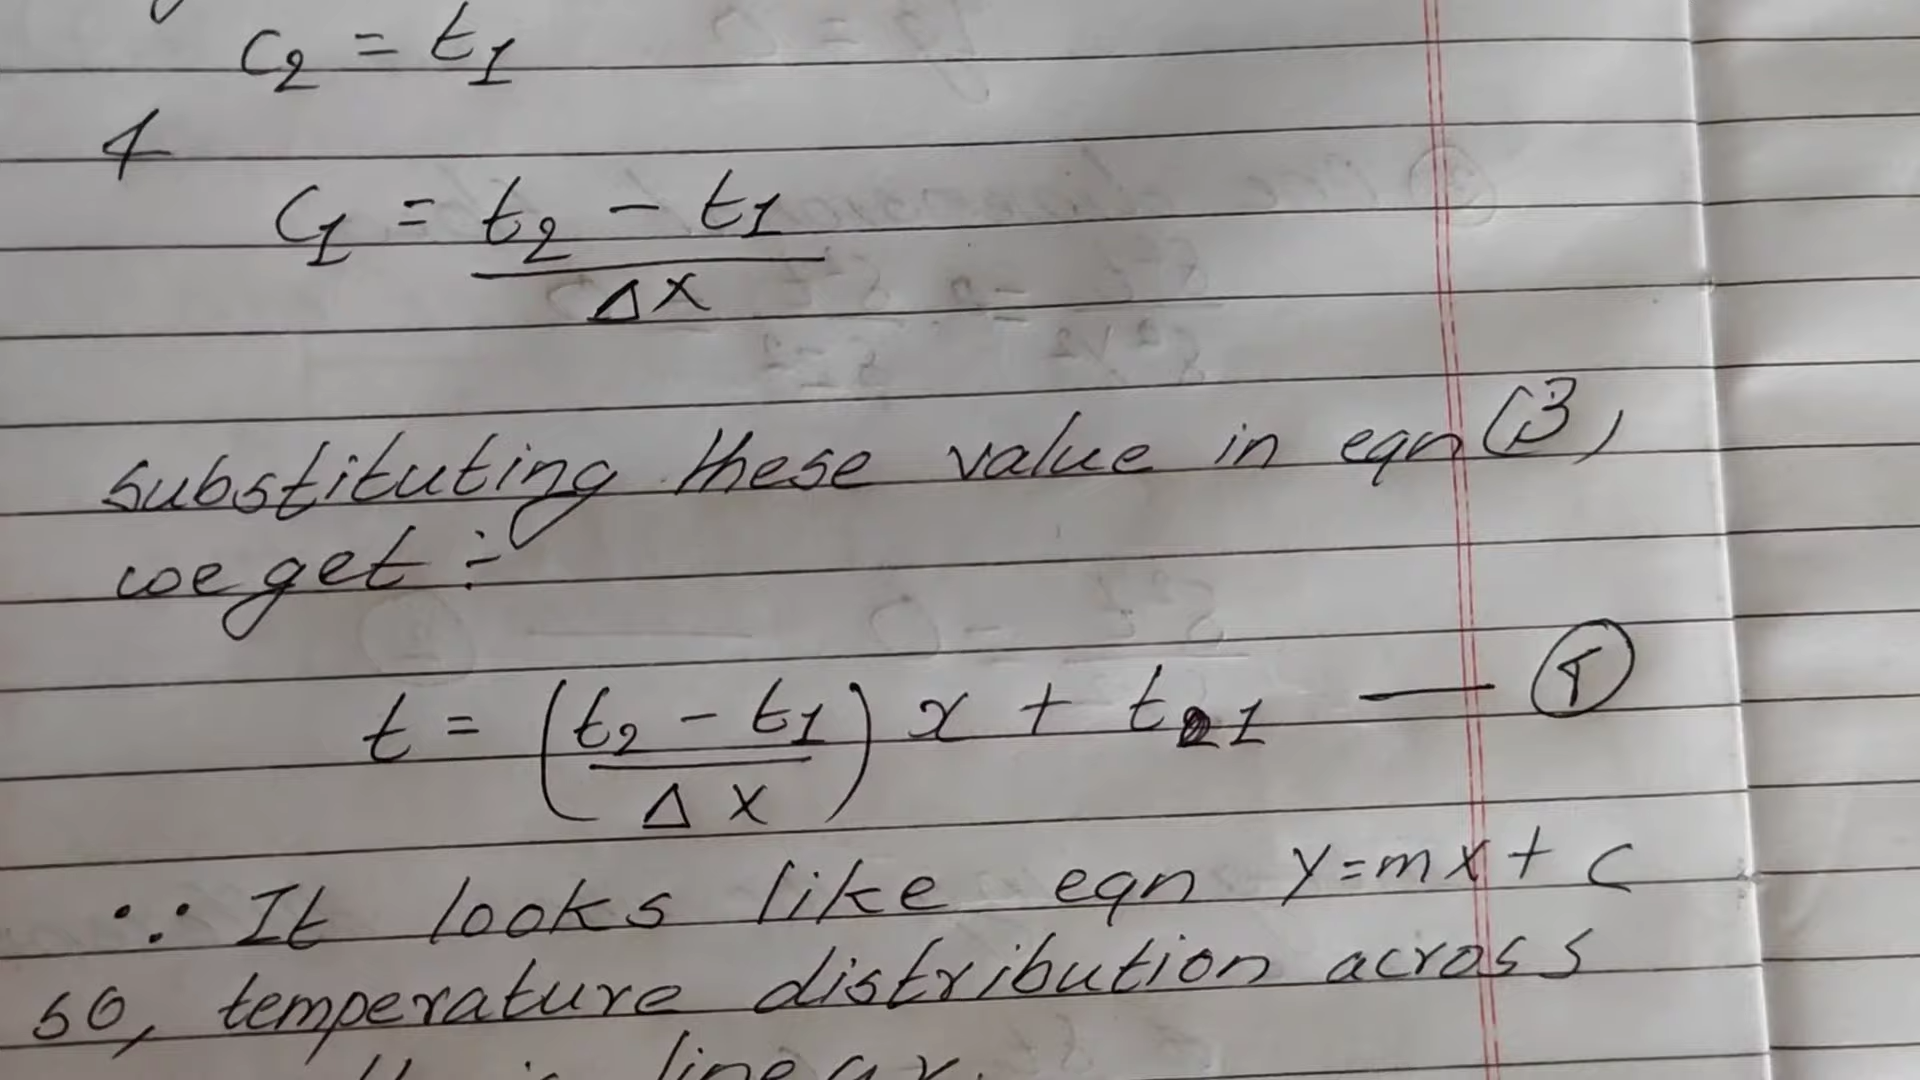 C₂ = t₁
&
C₁ = (t₂ - t₁) / Δx
substituting these value in eqn (3),
we get :-
t = ((t₂ - t₁) / Δx) x + t₁
∴ It looks like eqn y=mx+c
so, temperature distribution across
linear.